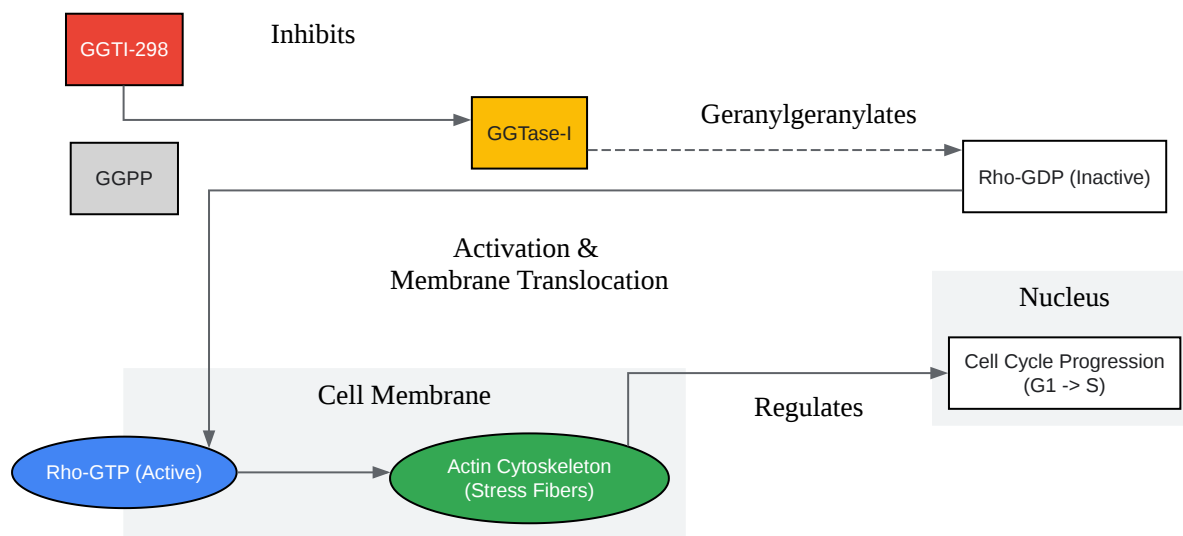 GGTI-298
Inhibits
GGTase-I
Geranylgeranylates
GGPP
Rho-GDP (Inactive)
Activation &
Membrane Translocation
Nucleus
Cell Cycle Progression
(G1 -> S)
Cell Membrane
Regulates
Rho-GTP (Active)
Actin Cytoskeleton
(Stress Fibers)